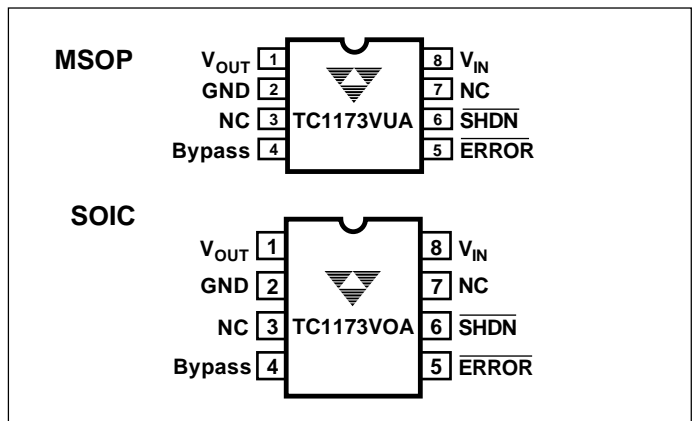 MSOP
VOUT 1 8 VIN
GND 2 7 NC
NC 3 TC1173VUA 6 SHDN
Bypass 4 5 ERROR
SOIC
VOUT 1 8 VIN
GND 2 7 NC
NC 3 TC1173VOA 6 SHDN
Bypass 4 5 ERROR